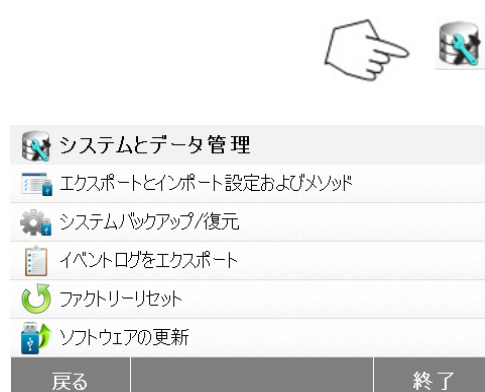 システムとデータ管理
エクスポートとインポート設定およびメソッド
システムバックアップ/復元
イベントログをエクスポート
ファクトリーリセット
ソフトウェアの更新
戻る
終了